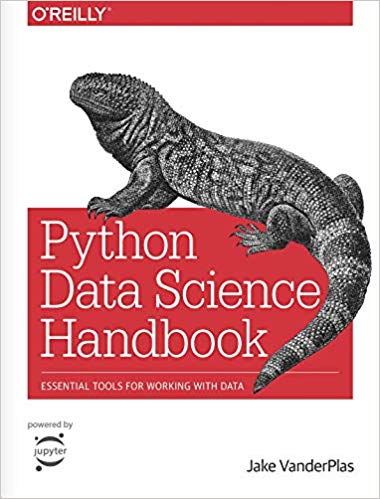 O'REILLY®
Python
Data Science
Handbook
ESSENTIAL TOOLS FOR WORKING WITH DATA
powered by
jupyter
Jake VanderPlas